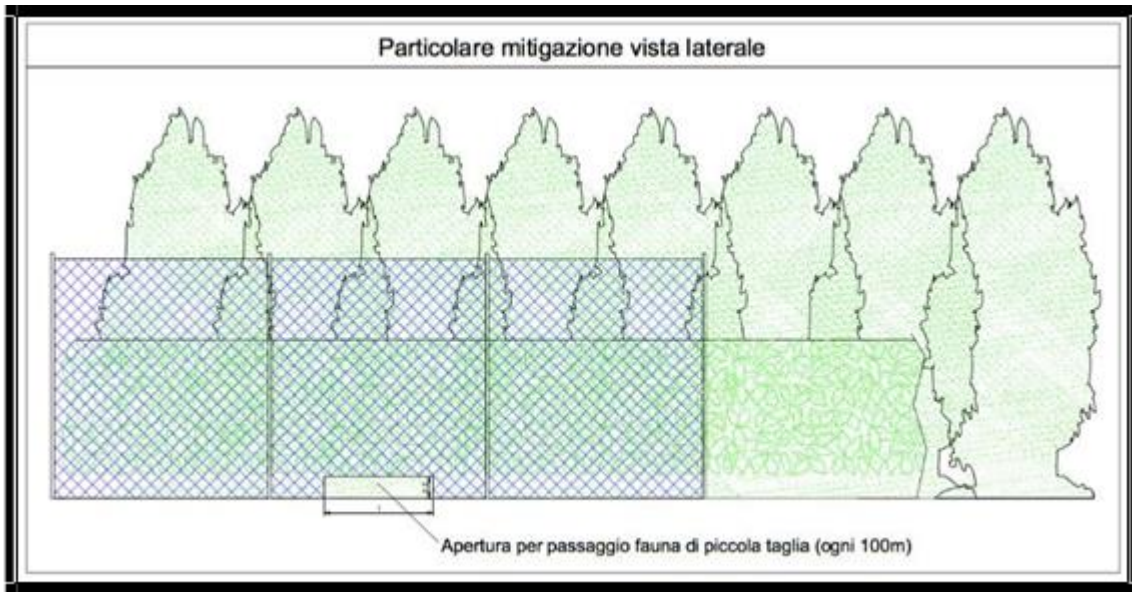 Particolare mitigazione vista laterale
Apertura per passaggio fauna di piccola taglia (ogni 100m)